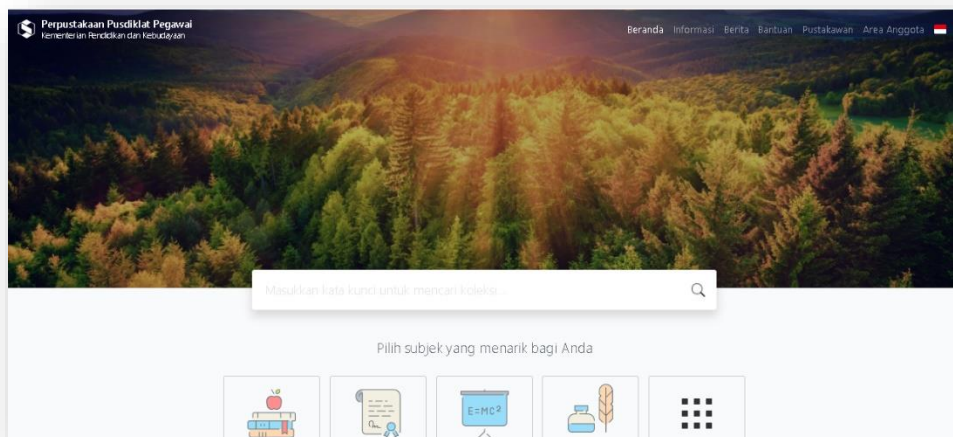 Perpustakaan Pusdiklat Pegawai
Kementerian Pendidikan dan Kebudayaan
Beranda Informasi Berita Bantuan Pustakawan Area Anggota
Masukkan kata kunci untuk mencari koleksi...
Pilih subjek yang menarik bagi Anda
E=MC²